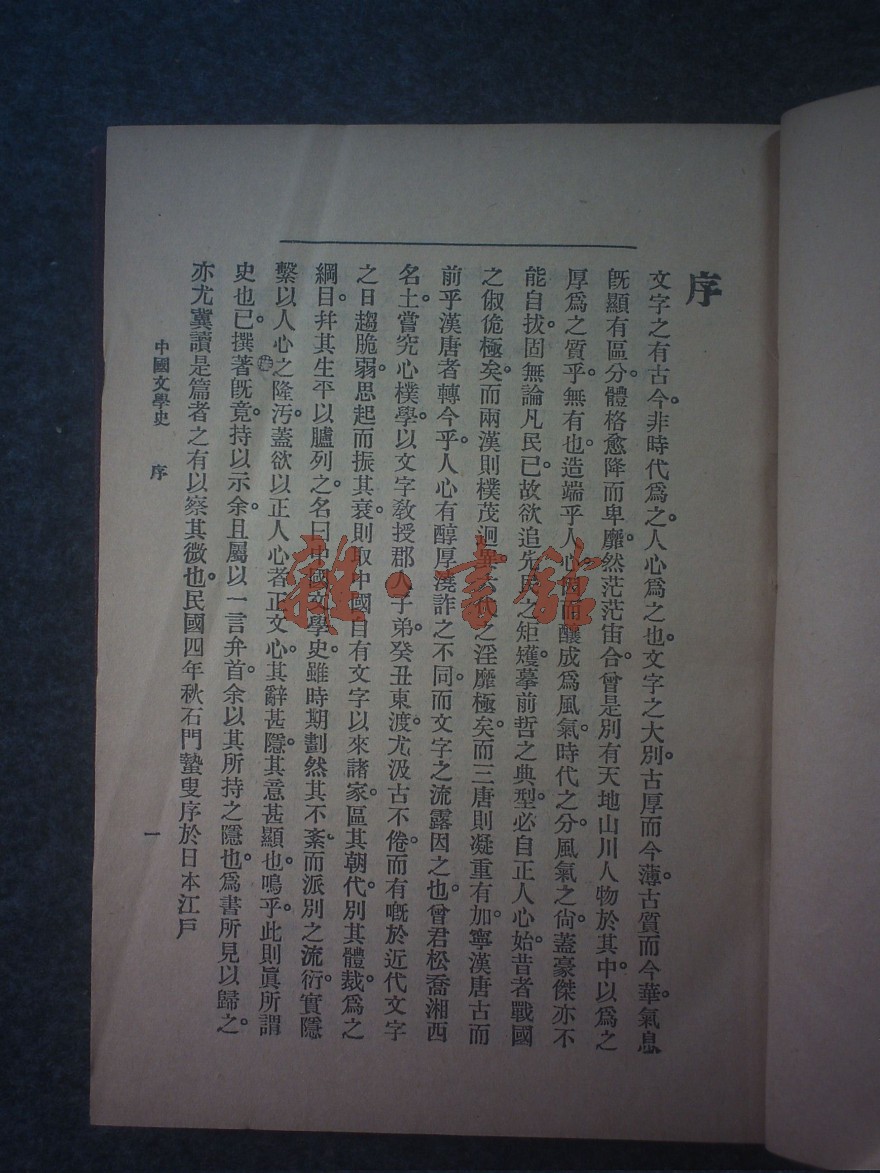 序
文字之有古今。非時代爲之。人心爲之也。文字之大別。古厚而今薄。古質而今華。氣息
旣顯有區分。體格愈降而卑靡。然茫茫宙合。曾是別有天地山川人物於其中。以爲之
厚爲之質乎。無有也。造端乎人心。因而釀成爲風氣。時代之分。風氣之尙。蓋豪傑亦不
能自拔。固無論凡民已。故欲追先民之矩矱。摹前哲之典型。必自正人心始。昔者戰國
之俶佹極矣。而兩漢則樸茂迴異。六代之淫靡極矣。而三唐則凝重有加。寧漢唐古而
前乎漢唐者轉今乎。人心有醇厚澆詐之不同。而文字之流露因之也。曾君松喬湘西
名士。嘗究心樸學。以文字敎授郡人子弟。癸丑東渡。尤汲古不倦。而有嘅於近代文字
之日趨脆弱。思起而振其衰。則取中國自有文字以來諸家。區其朝代。別其體裁。爲之
綱目。幷其生平以臚列之。名曰中國文學史。雖時期劃然其不紊。而派別之流衍。實隱
繫以人心之隆汚。蓋欲以正人心者正文心。其辭甚隱。其意甚顯也。嗚乎。此則眞所謂
史也已。撰著旣竟。持以示余。且屬以一言弁首。余以其所持之隱也。爲書所見以歸之。
亦尤冀讀是篇者之有以察其微也。民國四年秋石門蟄叟序於日本江戶
中國文學史 序 一
雜·書館